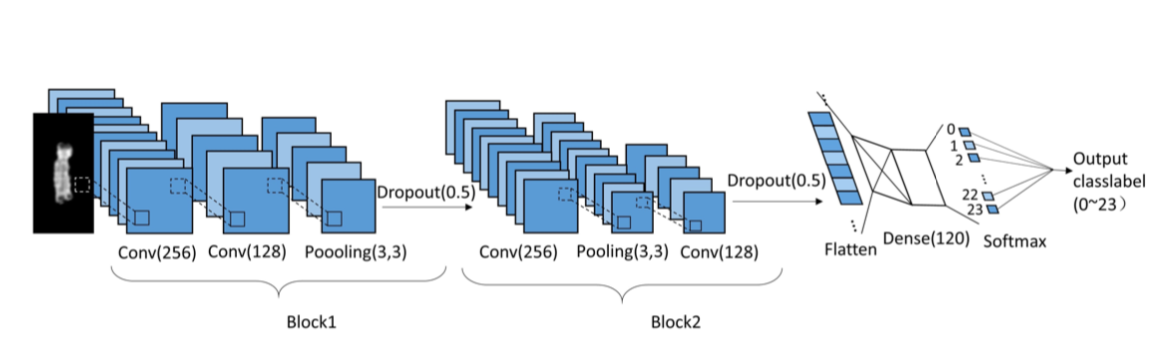 Dropout(0.5)
Conv(256) Conv(128) Poooling(3,3)
Block1
Dropout(0.5)
Conv(256) Pooling(3,3) Conv(128)
Block2
Flatten
Dense(120)
Softmax
0
1
2
22
23
Output
classlabel
(0~23）